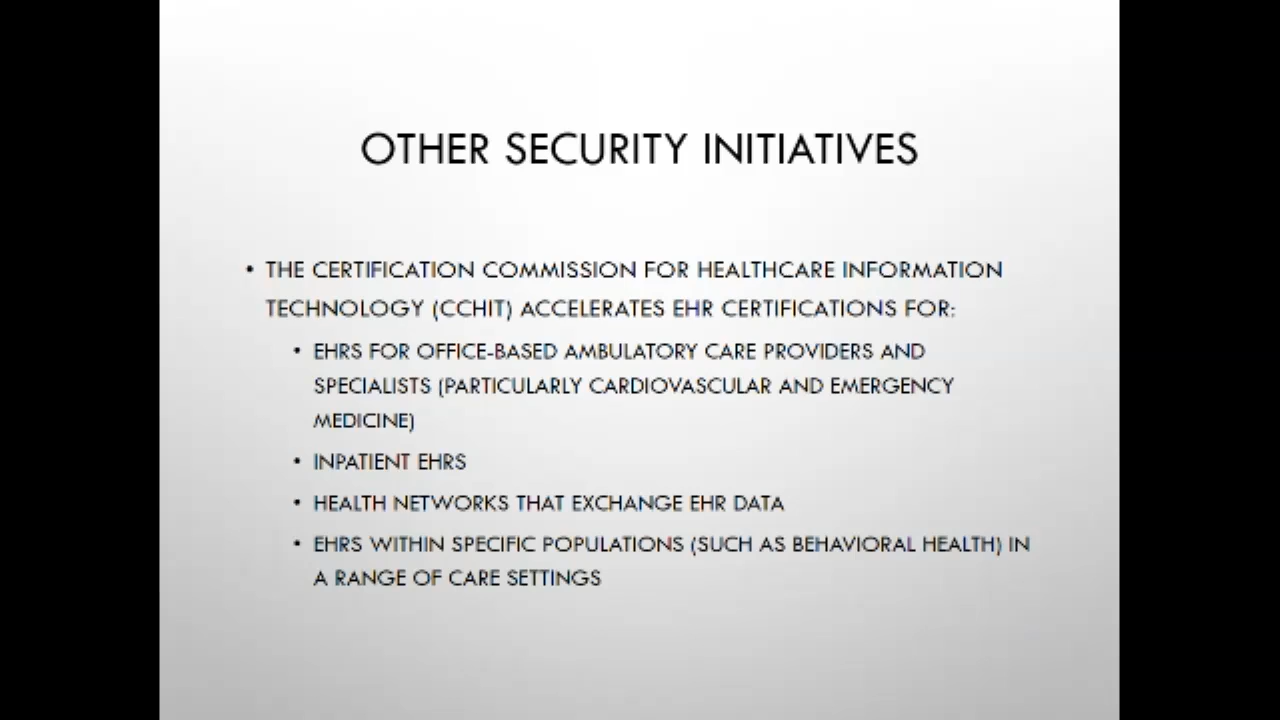 OTHER SECURITY INITIATIVES
• THE CERTIFICATION COMMISSION FOR HEALTHCARE INFORMATION
TECHNOLOGY (CCHIT) ACCELERATES EHR CERTIFICATIONS FOR:
• EHRS FOR OFFICE-BASED AMBULATORY CARE PROVIDERS AND
SPECIALISTS (PARTICULARLY CARDIOVASCULAR AND EMERGENCY
MEDICINE)
• INPATIENT EHRS
• HEALTH NETWORKS THAT EXCHANGE EHR DATA
• EHRS WITHIN SPECIFIC POPULATIONS (SUCH AS BEHAVIORAL HEALTH) IN
A RANGE OF CARE SETTINGS